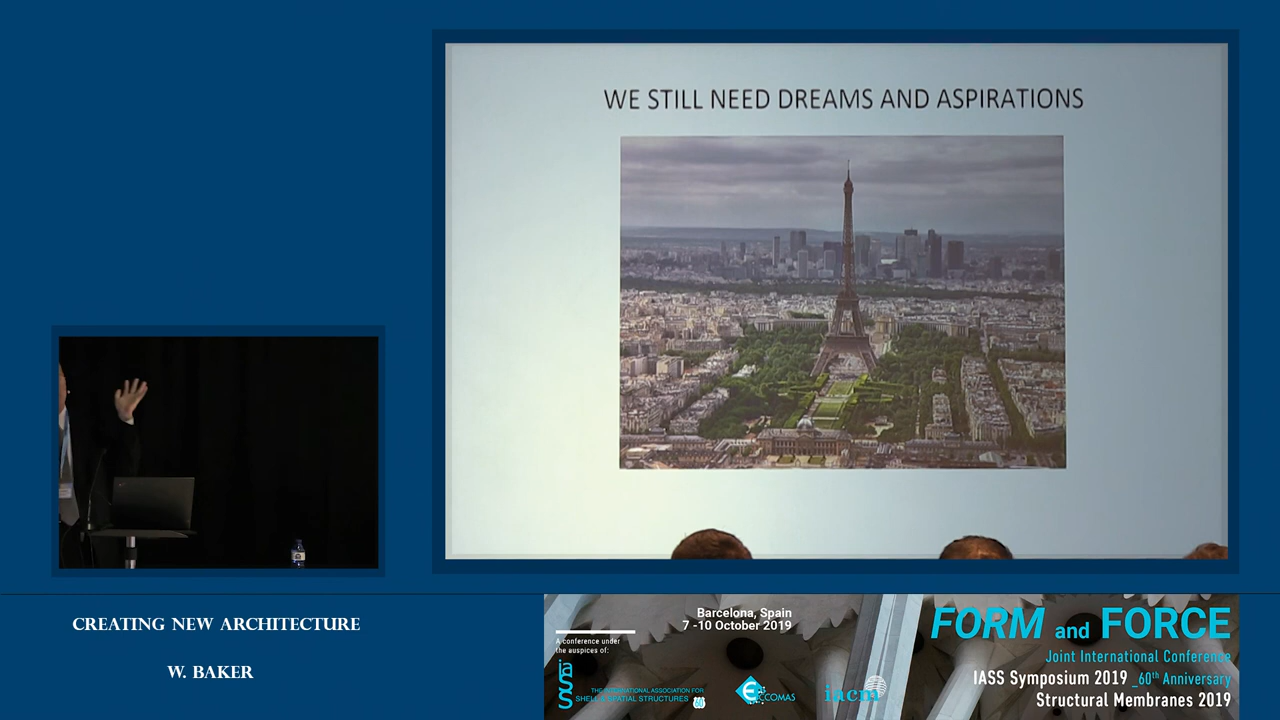 WE STILL NEED DREAMS AND ASPIRATIONS
CREATING NEW ARCHITECTURE
W. BAKER
Barcelona, Spain
7 -10 October 2019
A conference under
the auspices of:
iass
THE INTERNATIONAL ASSOCIATION FOR
SHELL & SPATIAL STRUCTURES
ECCOMAS
iacm
FORM and FORCE
Joint International Conference
IASS Symposium 2019 _60th Anniversary
Structural Membranes 2019